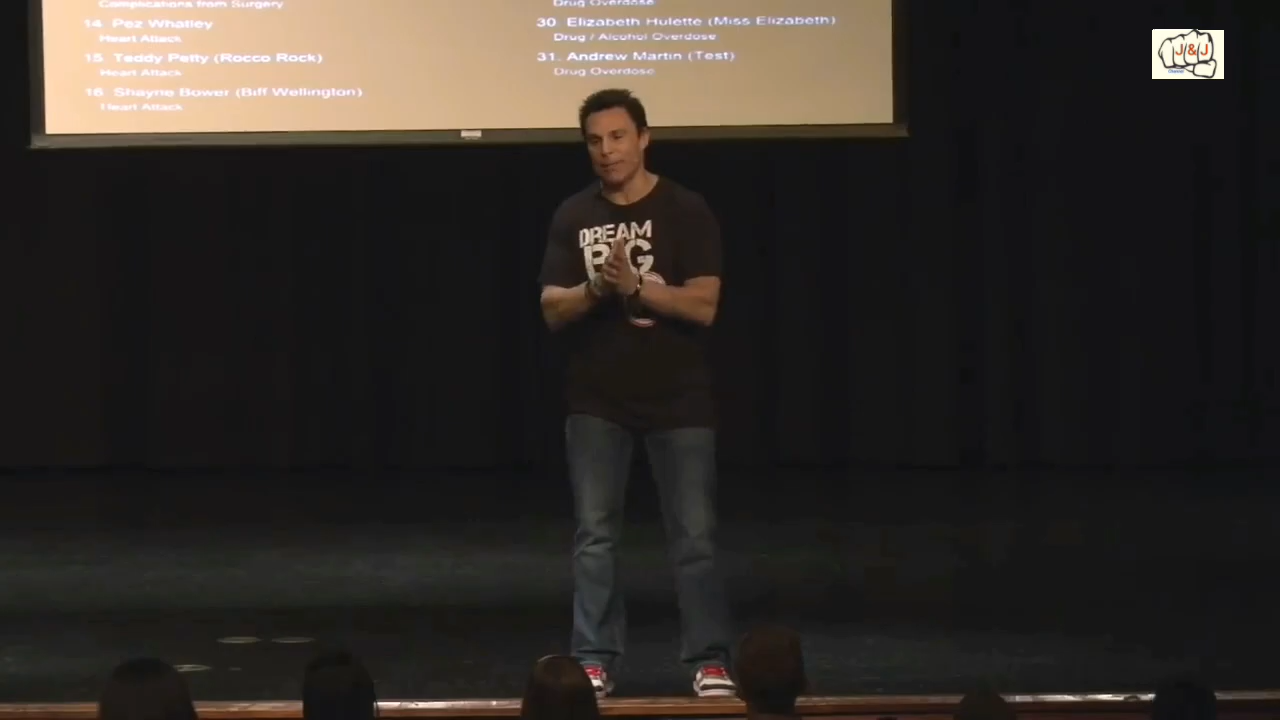 Complications from Surgery
14. Pez Whatley
Heart Attack
15. Teddy Petty (Rocco Rock)
Heart Attack
16. Shayne Bower (Biff Wellington)
Heart Attack
Drug Overdose
30. Elizabeth Hulette (Miss Elizabeth)
Drug / Alcohol Overdose
31. Andrew Martin (Test)
Drug Overdose
J&J
Channel
DREAM
BIG